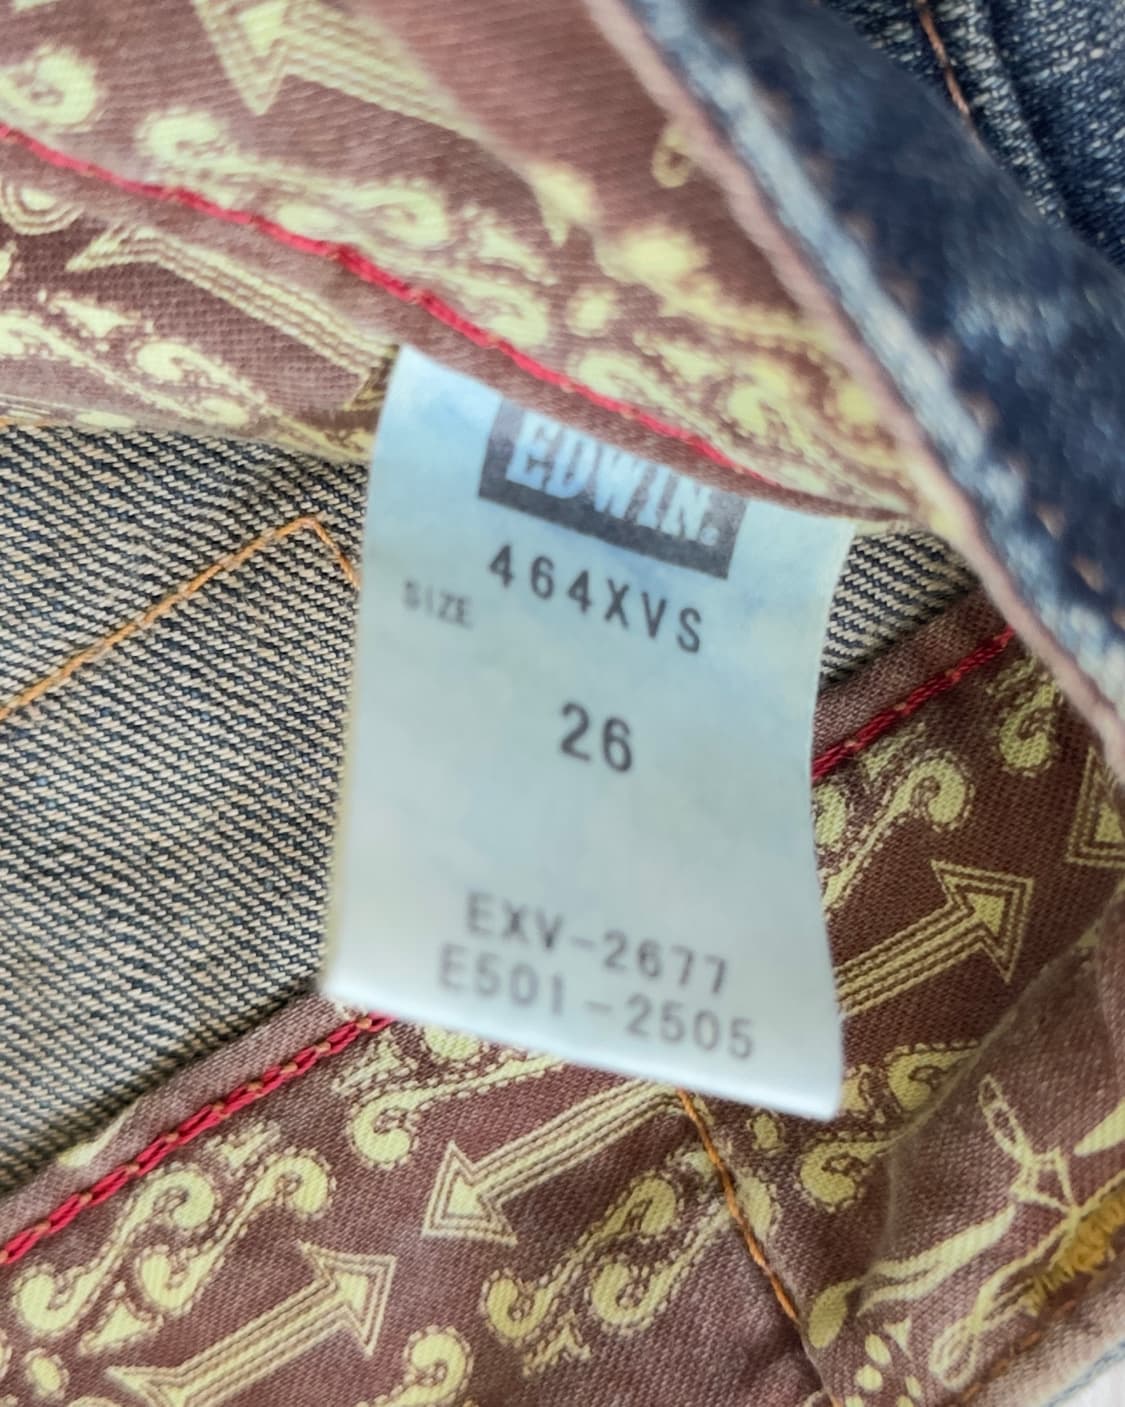 EDWIN.
464XVS
SIZE
26
EXV-2677
E501-2505